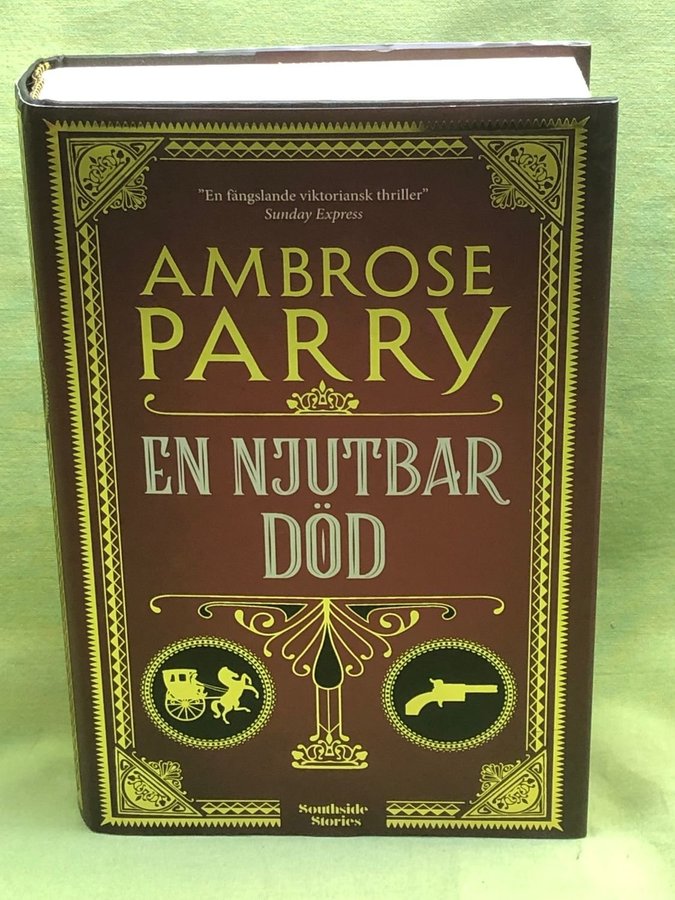 ”En fängslande viktoriansk thriller”
Sunday Express
AMBROSE
PARRY
EN NJUTBAR
DÖD
Southside
Stories